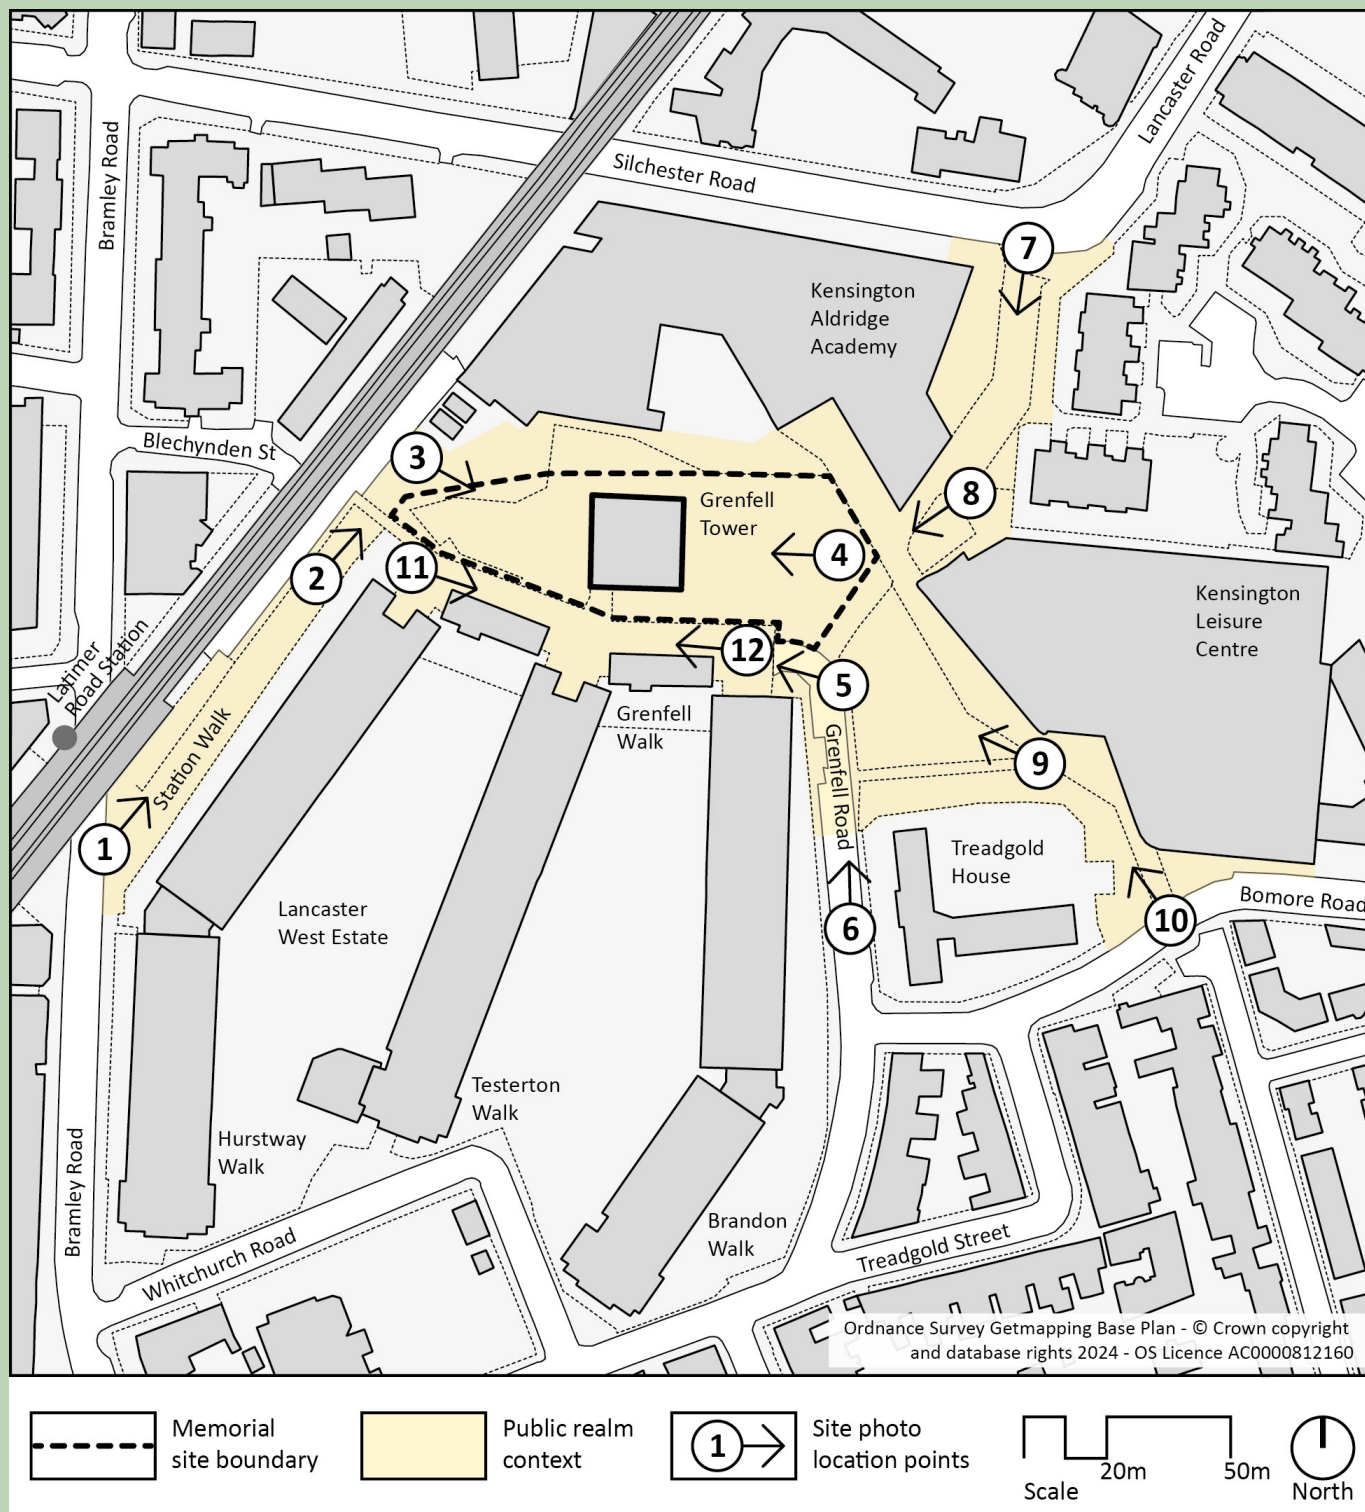 Bramley Road
Silchester Road
Lancaster Road
7
Kensington
Aldridge
Academy
Blechynden St
3
8
Grenfell
Tower
4
2
11
Kensington
Leisure
Centre
Latimer
Road Station
12
5
Station Walk
Grenfell
Walk
Grenfell Road
9
1
Treadgold
House
Lancaster
West Estate
6
10
Bomore Road
Testerton
Walk
Hurstway
Walk
Bramley Road
Brandon
Walk
Whitchurch Road
Treadgold Street
Ordnance Survey Getmapping Base Plan - © Crown copyright
and database rights 2024 - OS Licence AC0000812160
Memorial
site boundary
Public realm
context
1
Site photo
location points
20m
50m
Scale
North